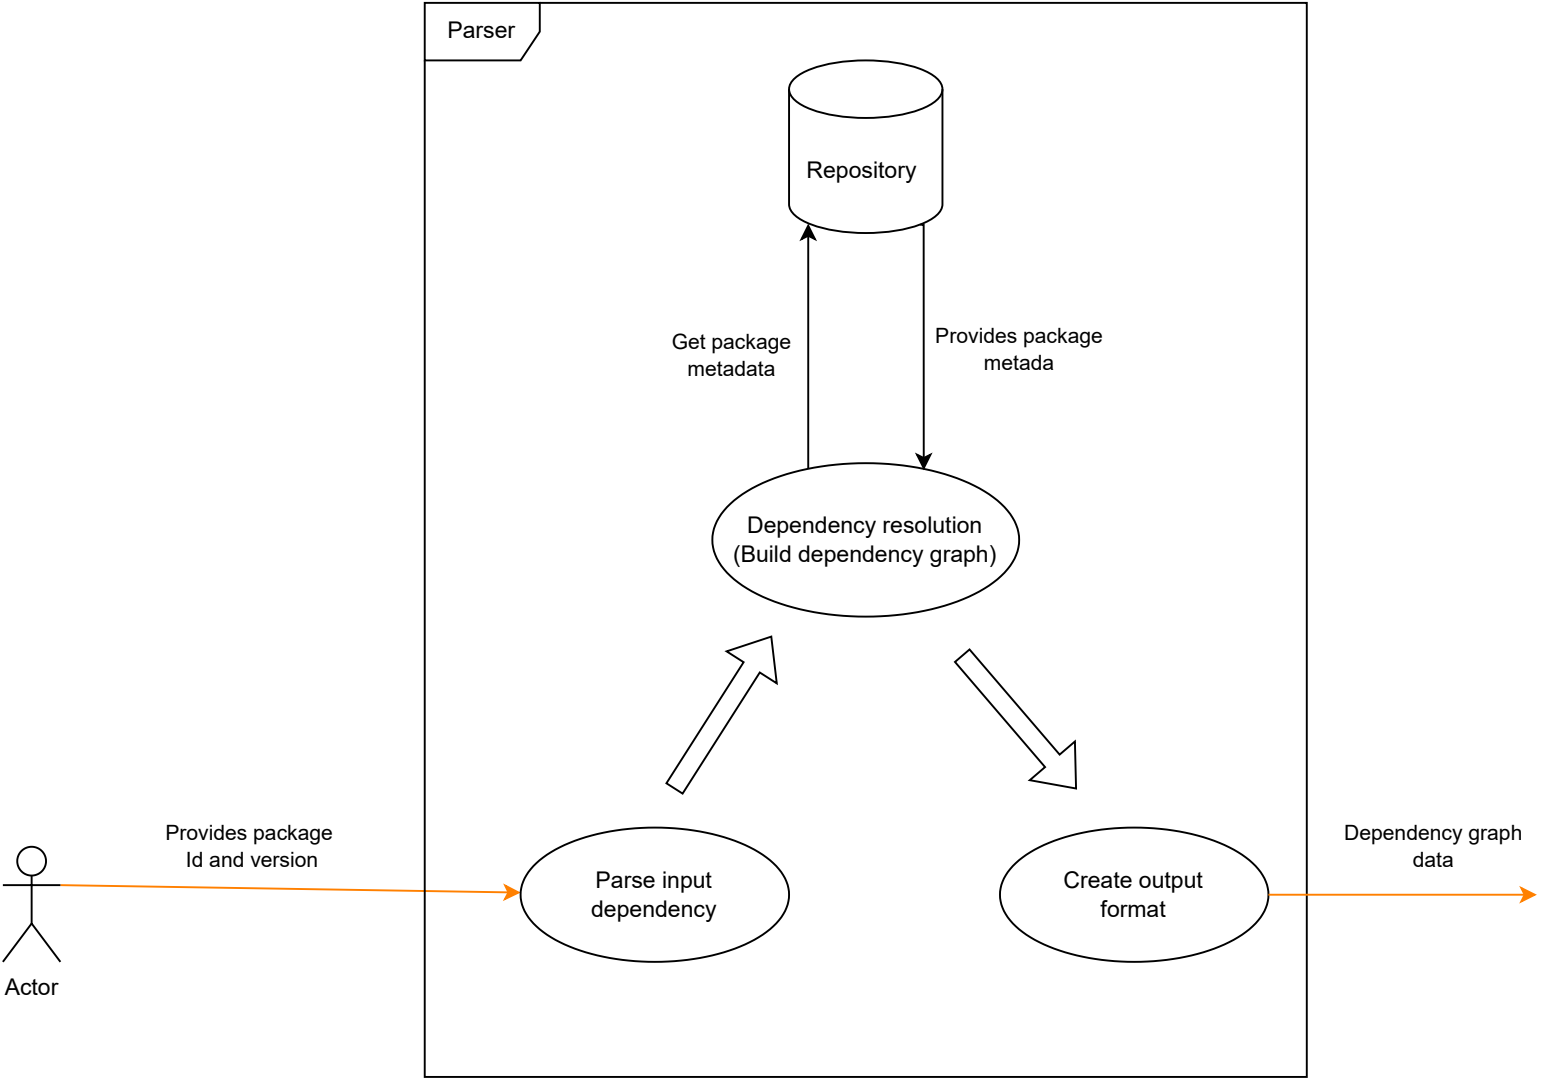 Parser
Repository
Get package
metadata
Provides package
metada
Dependency resolution
(Build dependency graph)
Provides package
Id and version
Parse input
dependency
Create output
format
Dependency graph
data
Actor